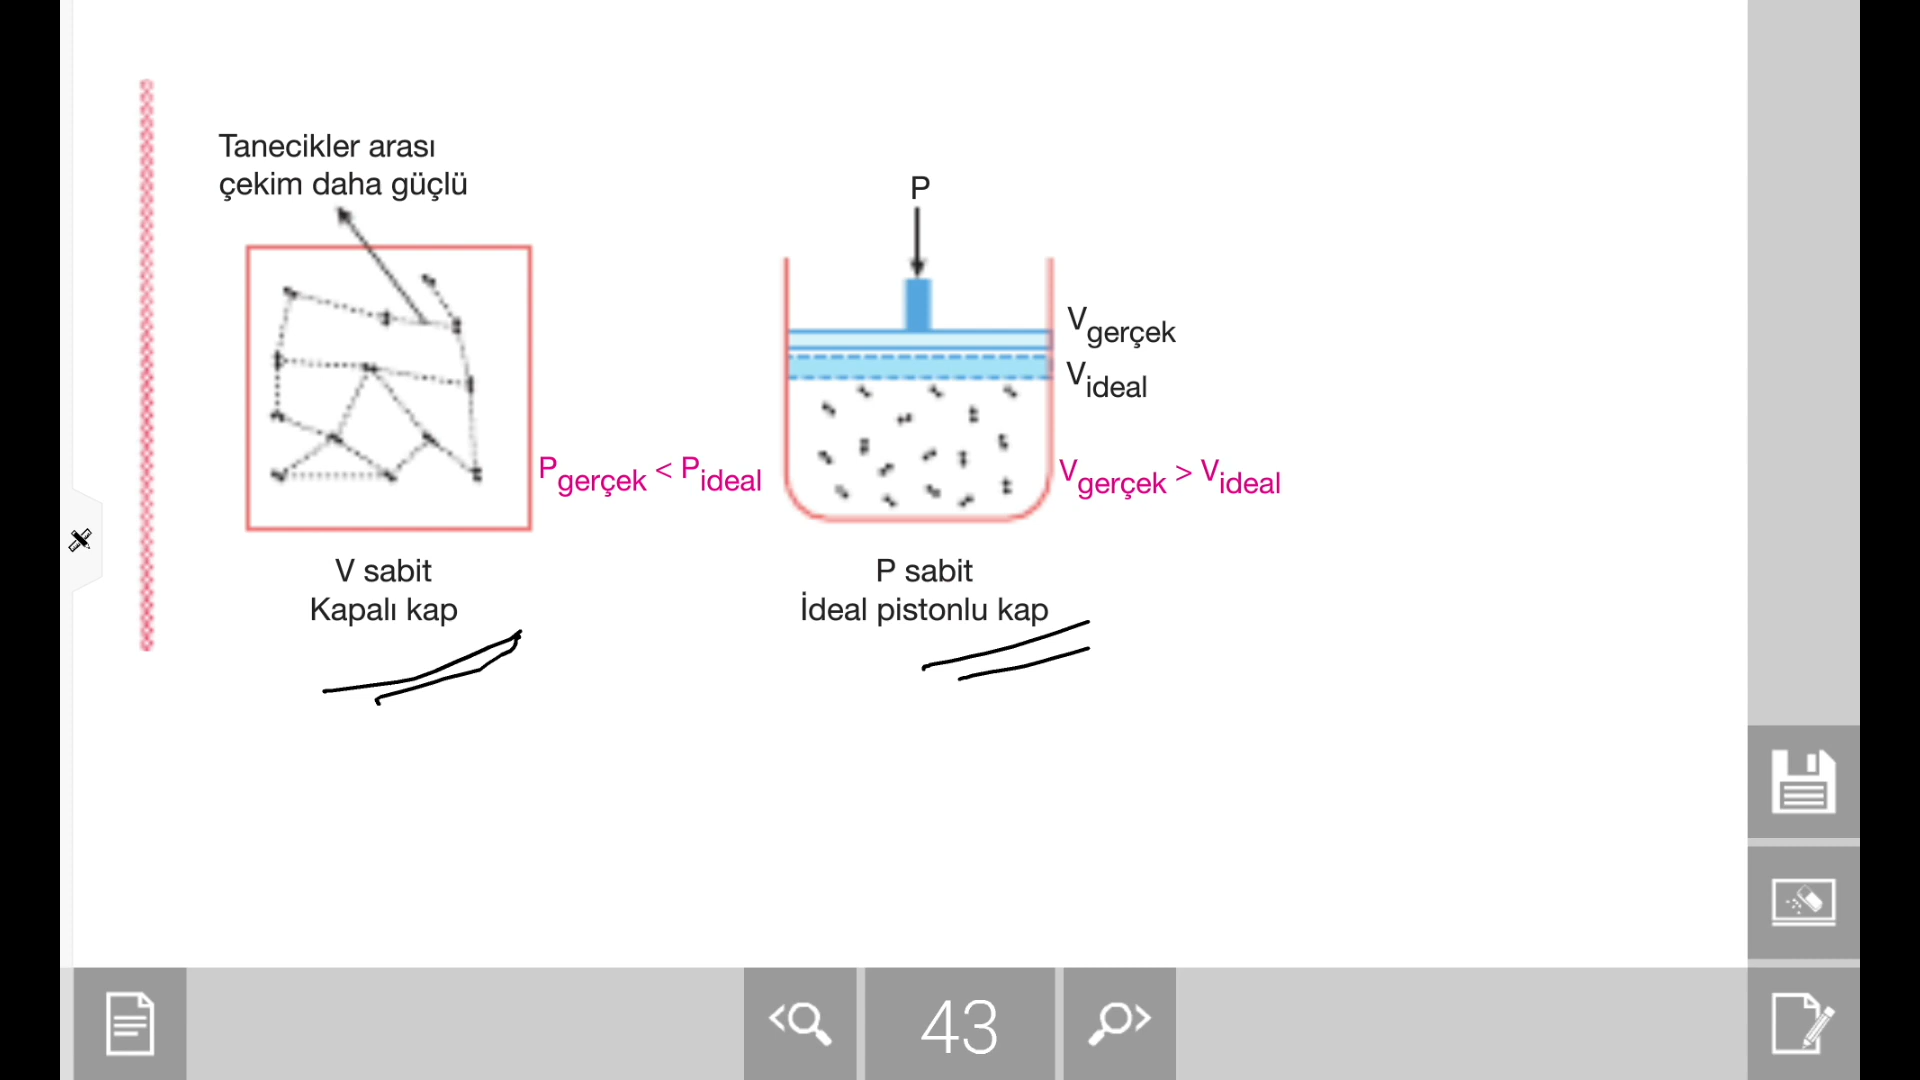 Tanecikler arası
çekim daha güçlü
P
Vgerçek
Videal
Pgerçek < Pideal
Vgerçek > Videal
V sabit
Kapalı kap
P sabit
İdeal pistonlu kap
43